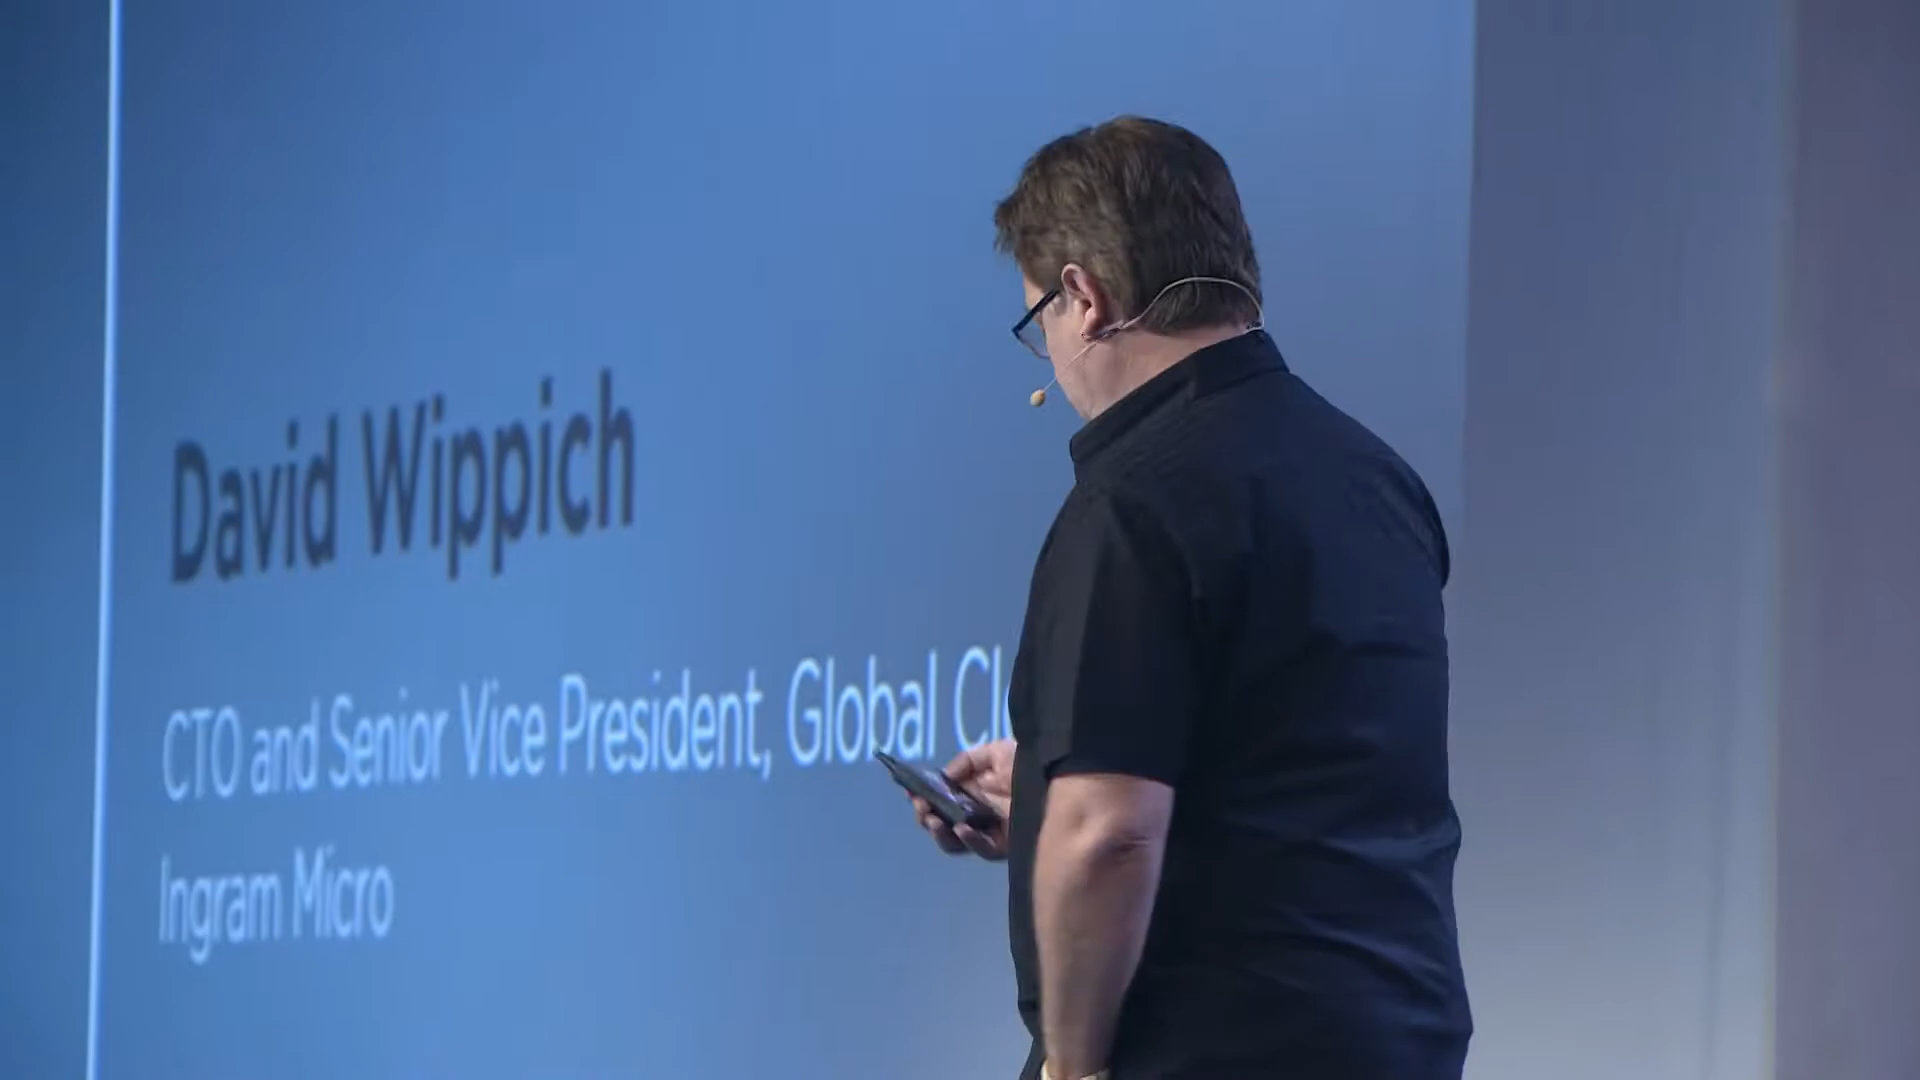 David Wippich
CTO and Senior Vice President, Global
Ingram Micro